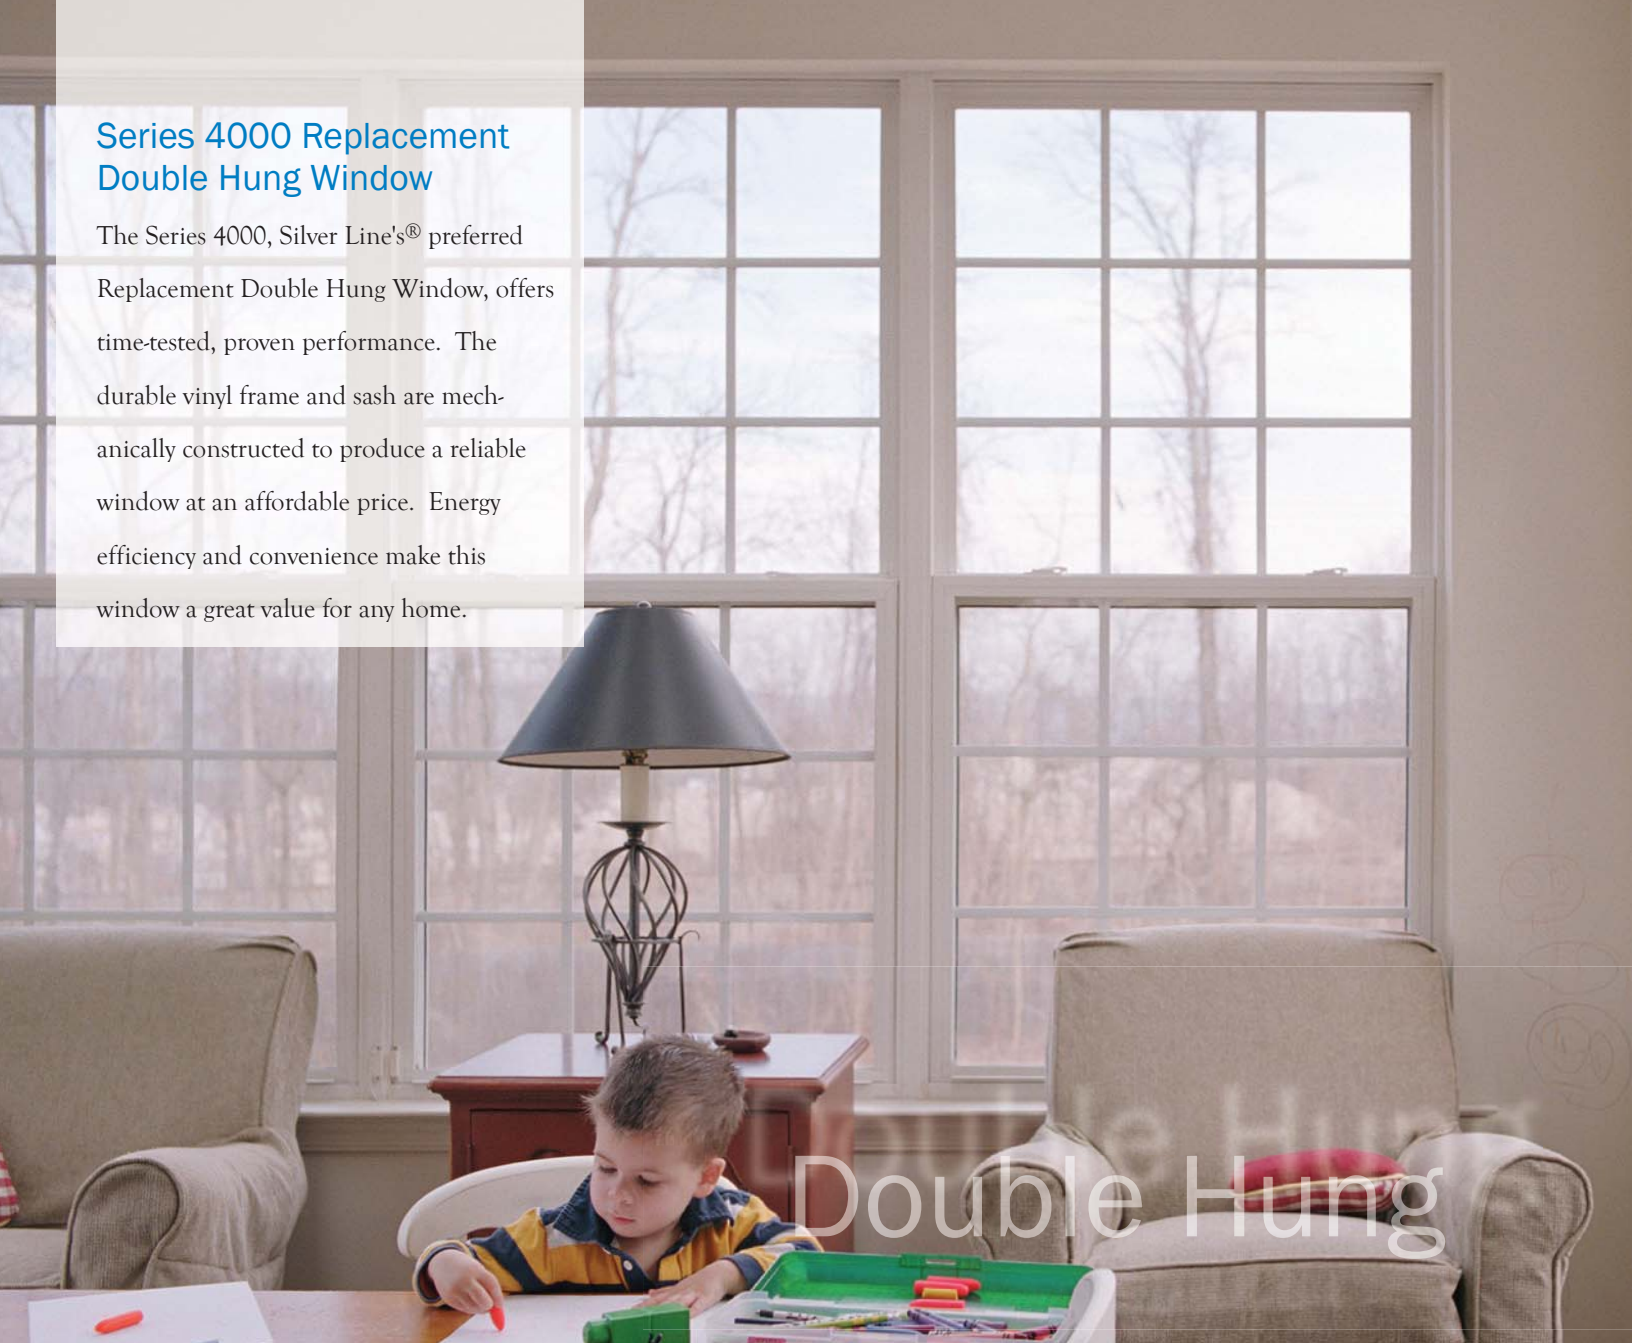 Series 4000 Replacement
Double Hung Window
The Series 4000, Silver Line's® preferred
Replacement Double Hung Window, offers
time-tested, proven performance.  The
durable vinyl frame and sash are mech-
anically constructed to produce a reliable
window at an affordable price.  Energy
efficiency and convenience make this
window a great value for any home.
Double Hung